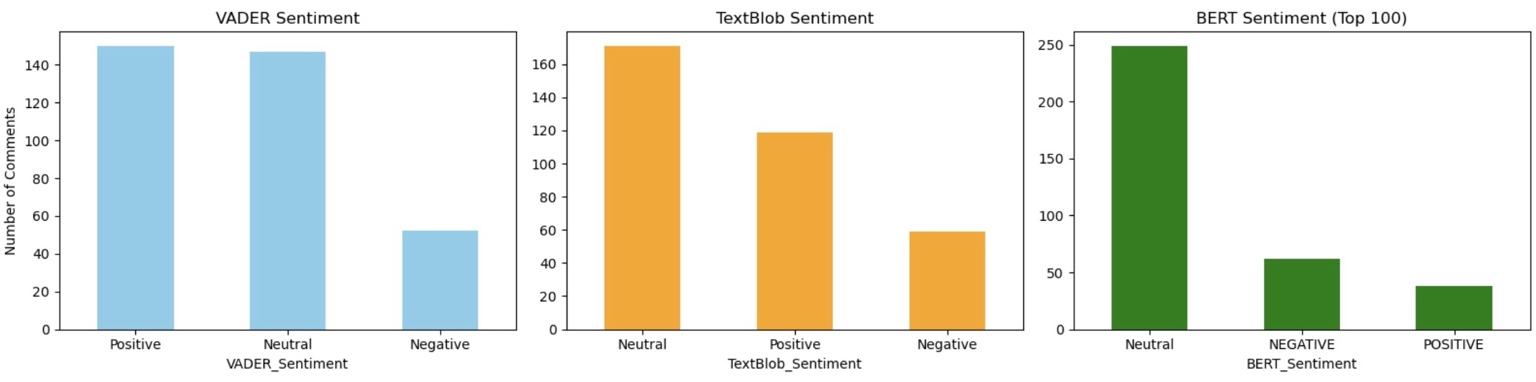 VADER Sentiment
Number of Comments
140
120
100
80
60
40
20
0
Positive Neutral Negative
VADER_Sentiment
TextBlob Sentiment
160
140
120
100
80
60
40
20
0
Neutral Positive Negative
TextBlob_Sentiment
BERT Sentiment (Top 100)
250
200
150
100
50
0
Neutral NEGATIVE POSITIVE
BERT_Sentiment